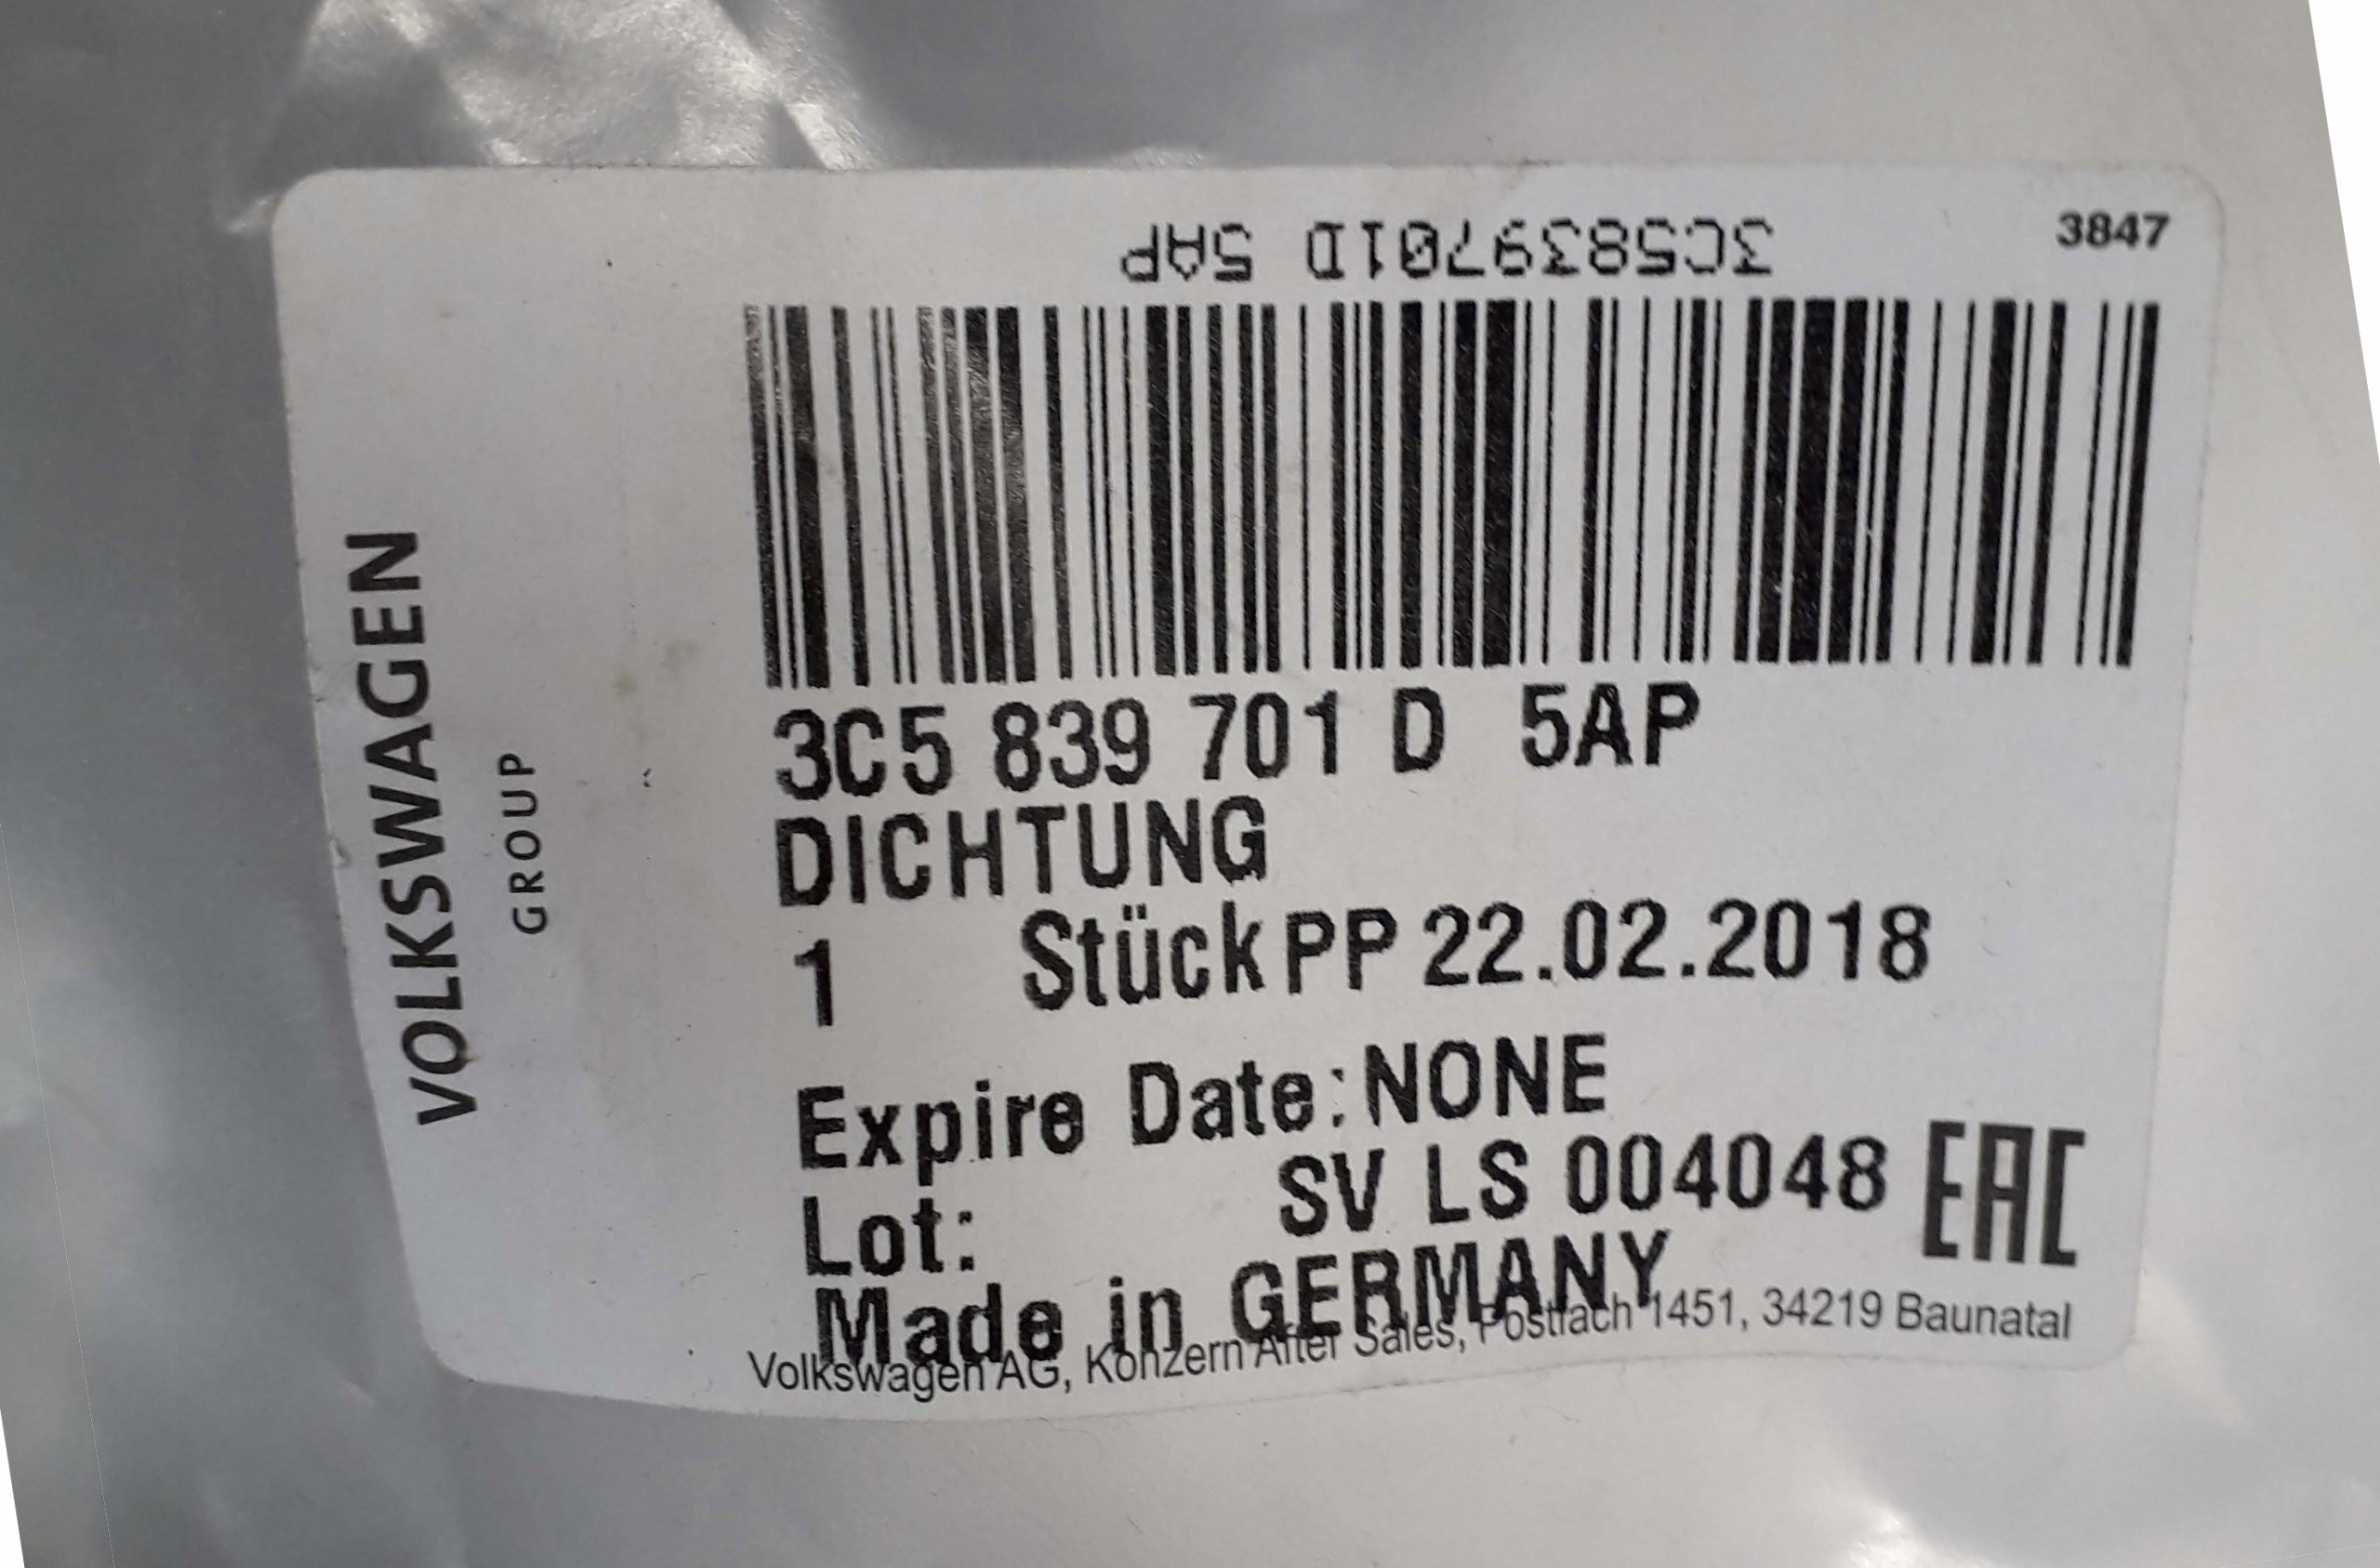 3C5839701D 5AP
3847
VOLKSWAGEN
GROUP
3C5 839 701 D 5AP
DICHTUNG
1 Stück PP 22.02.2018
Expire Date: NONE
Lot: SV LS 004048 EAC
Made in GERMANY
Volkswagen AG, Konzern After Sales, Postfach 1451, 34219 Baunatal